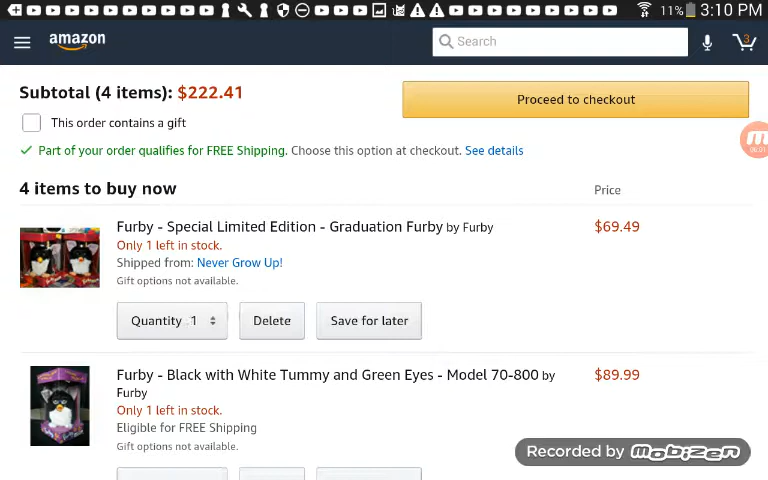 11% 3:10 PM
amazon
Search
3
Subtotal (4 items): $222.41
Proceed to checkout
This order contains a gift
Part of your order qualifies for FREE Shipping. Choose this option at checkout. See details
4 items to buy now
Price
Furby - Special Limited Edition - Graduation Furby by Furby
$69.49
Only 1 left in stock.
Shipped from: Never Grow Up!
Gift options not available.
Quantity 1
Delete
Save for later
Furby - Black with White Tummy and Green Eyes - Model 70-800 by
Furby
$89.99
Only 1 left in stock.
Eligible for FREE Shipping
Gift options not available.
Recorded by MOBIZEN